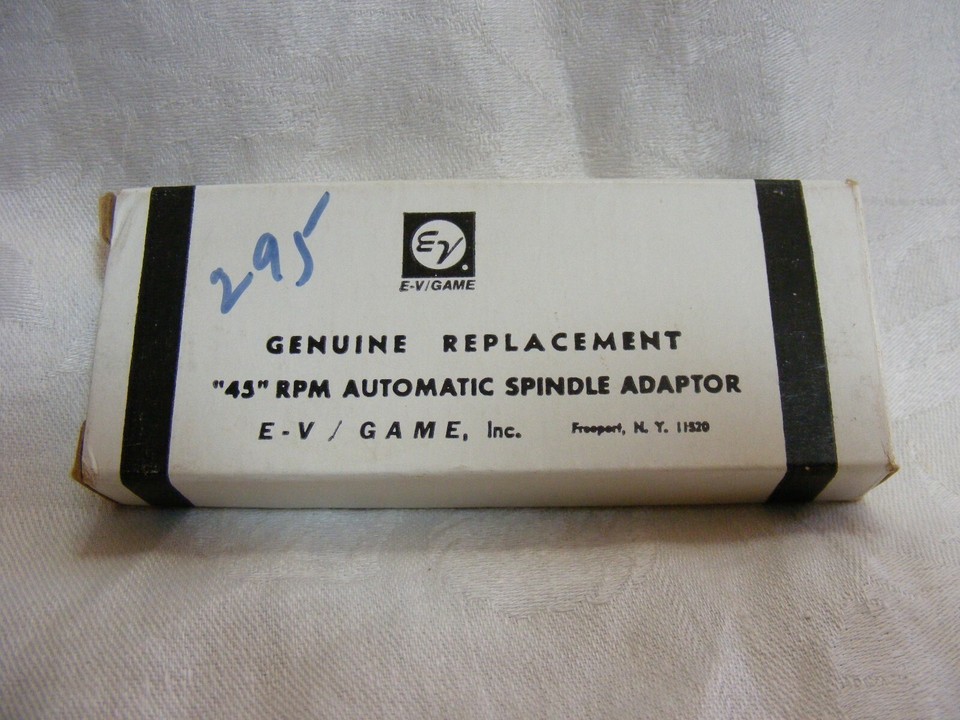 295
EV
E-V/GAME
GENUINE REPLACEMENT
"45" RPM AUTOMATIC SPINDLE ADAPTOR
E-V / GAME, Inc. Freeport, N. Y. 11520